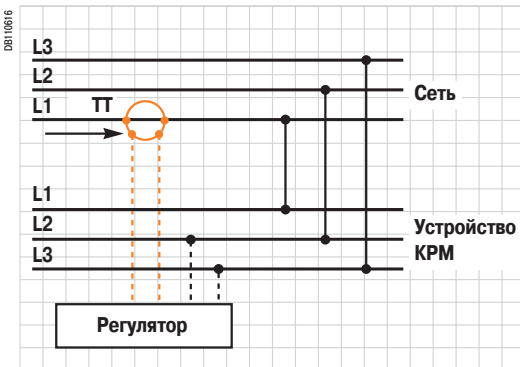 DB110616
L3
L2
L1
ТТ
Сеть
L1
L2
L3
Устройство
КРМ
Регулятор